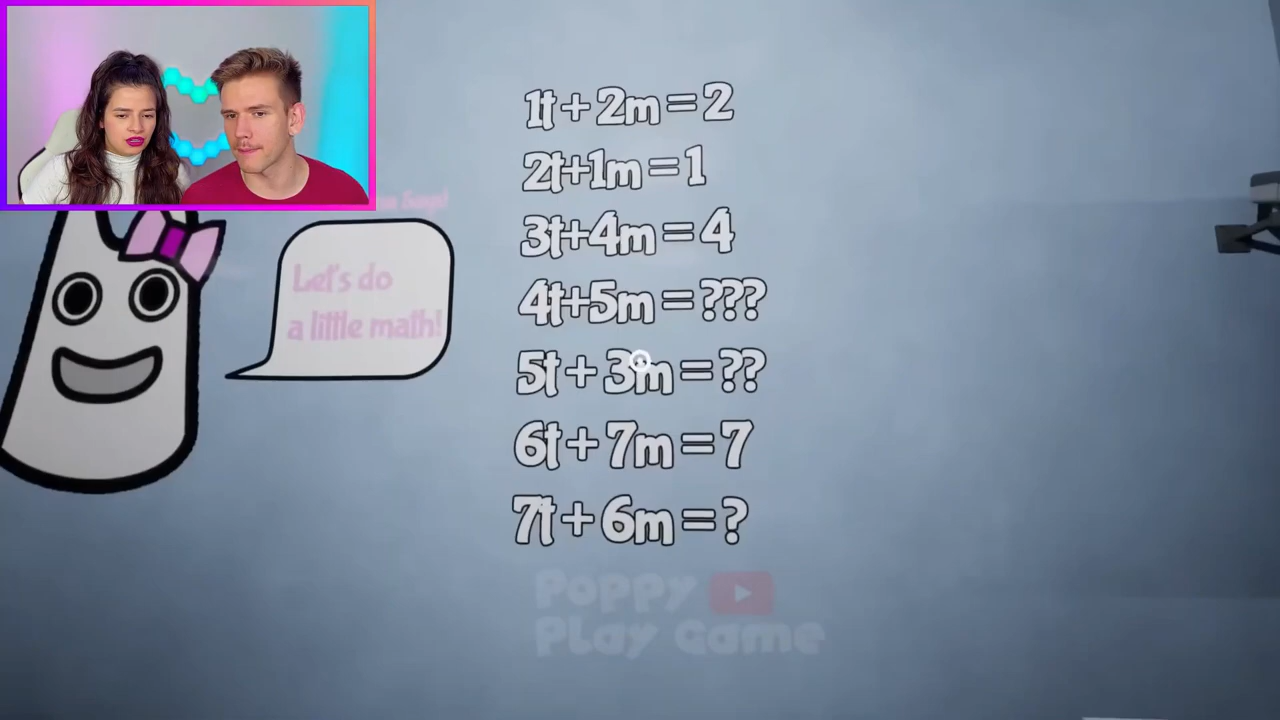 1t+2m=2
2t+1m=1
3t+4m=4
4t+5m=???
5t+3m=??
6t+7m=7
7t+6m=?
Let's do
a little math!
Poppy
Play Game